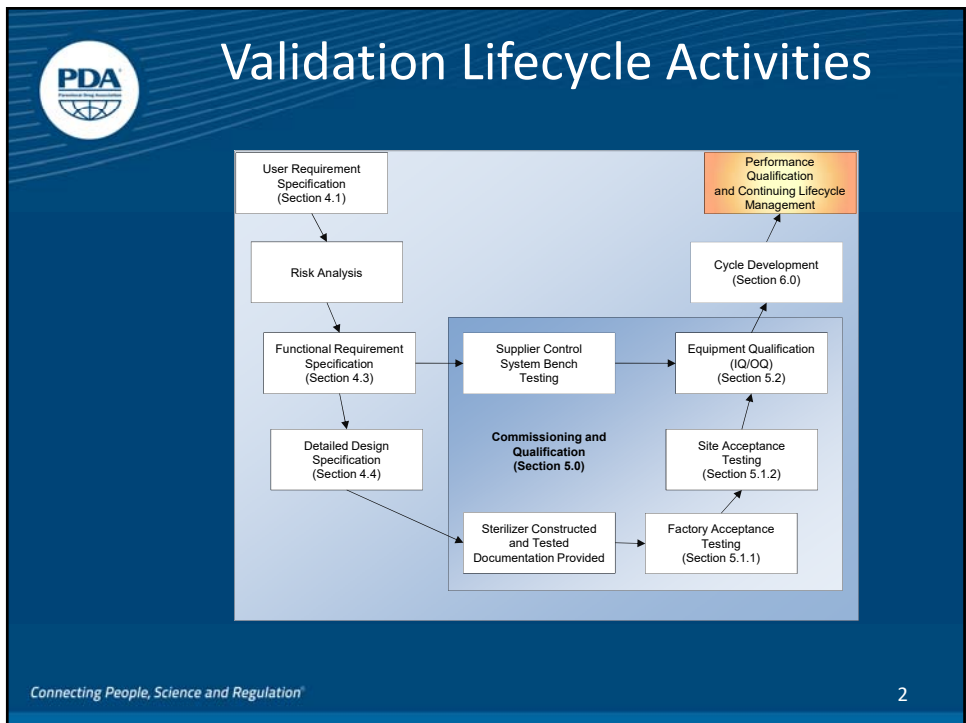 PDA
Parenteral Drug Association
Validation Lifecycle Activities
User Requirement
Specification
(Section 4.1)
Performance
Qualification
and Continuing Lifecycle
Management
Risk Analysis
Cycle Development
(Section 6.0)
Functional Requirement
Specification
(Section 4.3)
Supplier Control
System Bench
Testing
Equipment Qualification
(IQ/OQ)
(Section 5.2)
Detailed Design
Specification
(Section 4.4)
Commissioning and
Qualification
(Section 5.0)
Site Acceptance
Testing
(Section 5.1.2)
Sterilizer Constructed
and Tested
Documentation Provided
Factory Acceptance
Testing
(Section 5.1.1)
Connecting People, Science and Regulation®
2